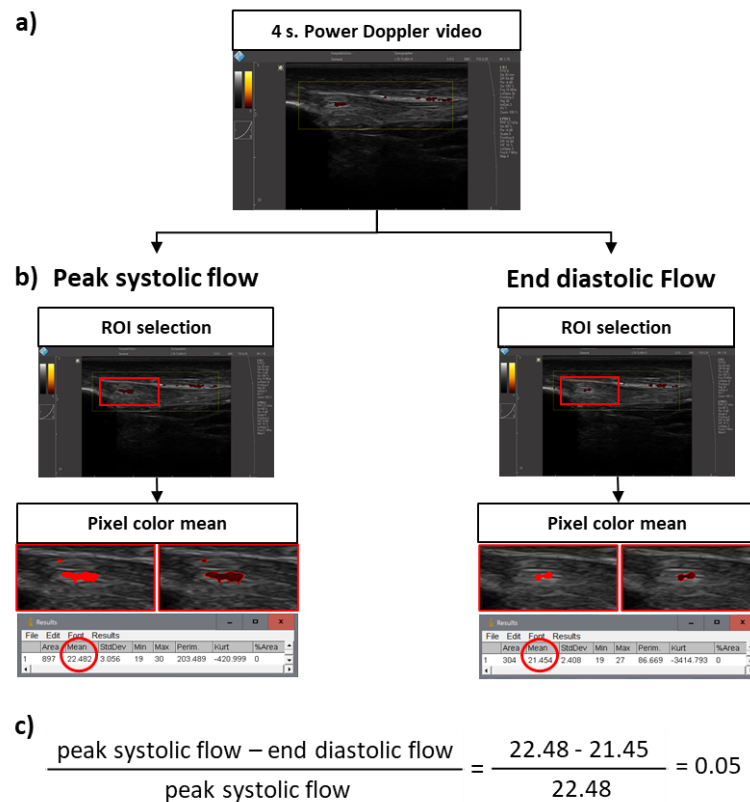 a)
4 s. Power Doppler video
b) Peak systolic flow
End diastolic Flow
ROI selection
ROI selection
Pixel color mean
Pixel color mean
Results
File Edit Font Results
Area Mean StdDev Min Max Perim. Kurt %Area
1 897 22.482 3.056 19 30 203.489 -420.999 0
Results
File Edit Font Results
Area Mean StdDev Min Max Perim. Kurt %Area
1 304 21.454 2.408 19 27 86.669 -3414.793 0
c)
peak systolic flow – end diastolic flow
peak systolic flow
=
22.48 - 21.45
22.48
= 0.05